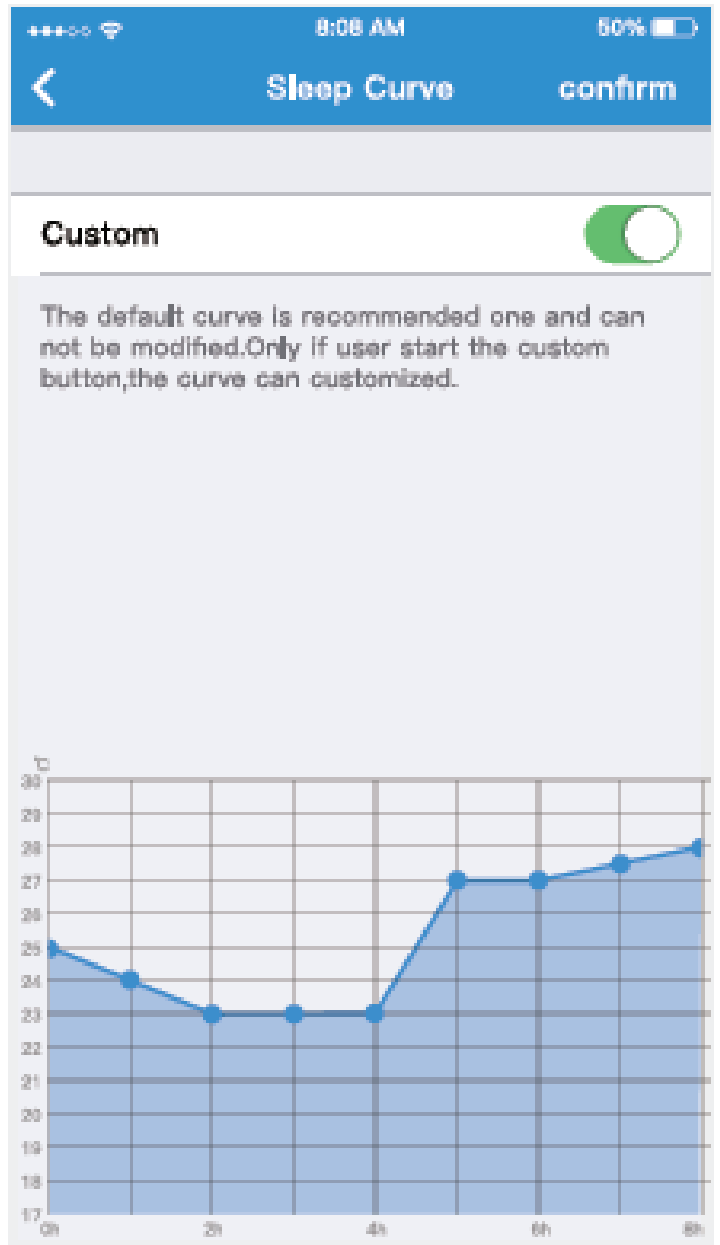 8:08 AM 50%
Sleep Curve confirm
Custom
The default curve is recommended one and can
not be modified.Only if user start the custom
button,the curve can customized.
℃
30
29
28
27
26
25
24
23
22
21
20
19
18
17
0h 2h 4h 6h 8h